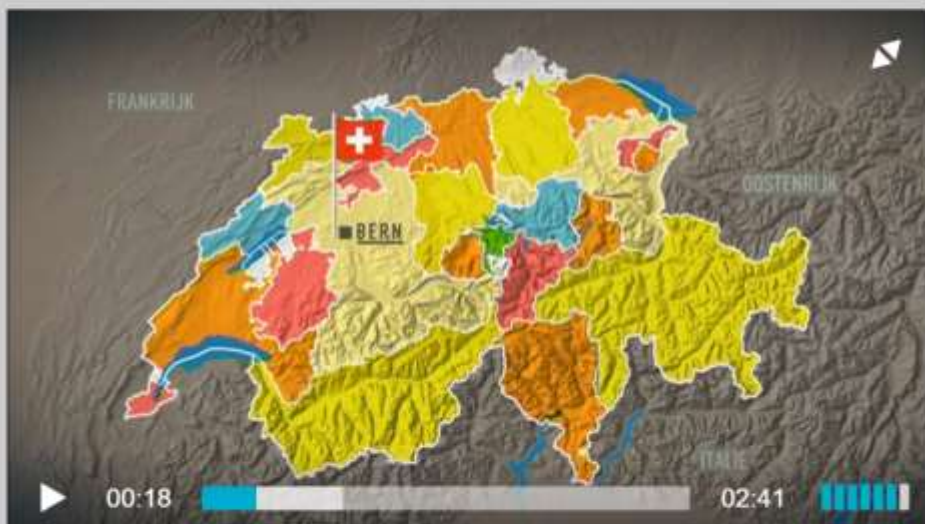 FRANKRIJK
OOSTENRIJK
BERN
ITALIË
00:18
02:41